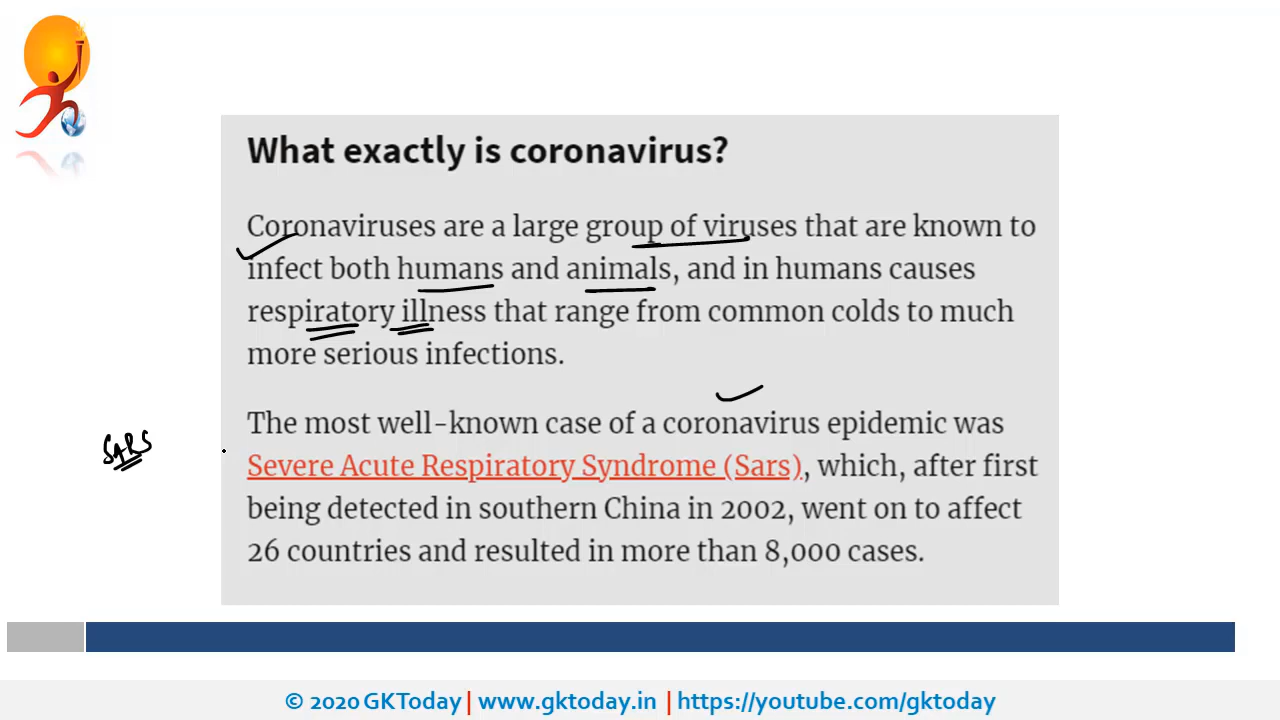 What exactly is coronavirus?
Coronaviruses are a large group of viruses that are known to
infect both humans and animals, and in humans causes
respiratory illness that range from common colds to much
more serious infections.
The most well-known case of a coronavirus epidemic was
SARS
Severe Acute Respiratory Syndrome (Sars), which, after first
being detected in southern China in 2002, went on to affect
26 countries and resulted in more than 8,000 cases.
© 2020 GKToday | www.gktoday.in | https://youtube.com/gktoday